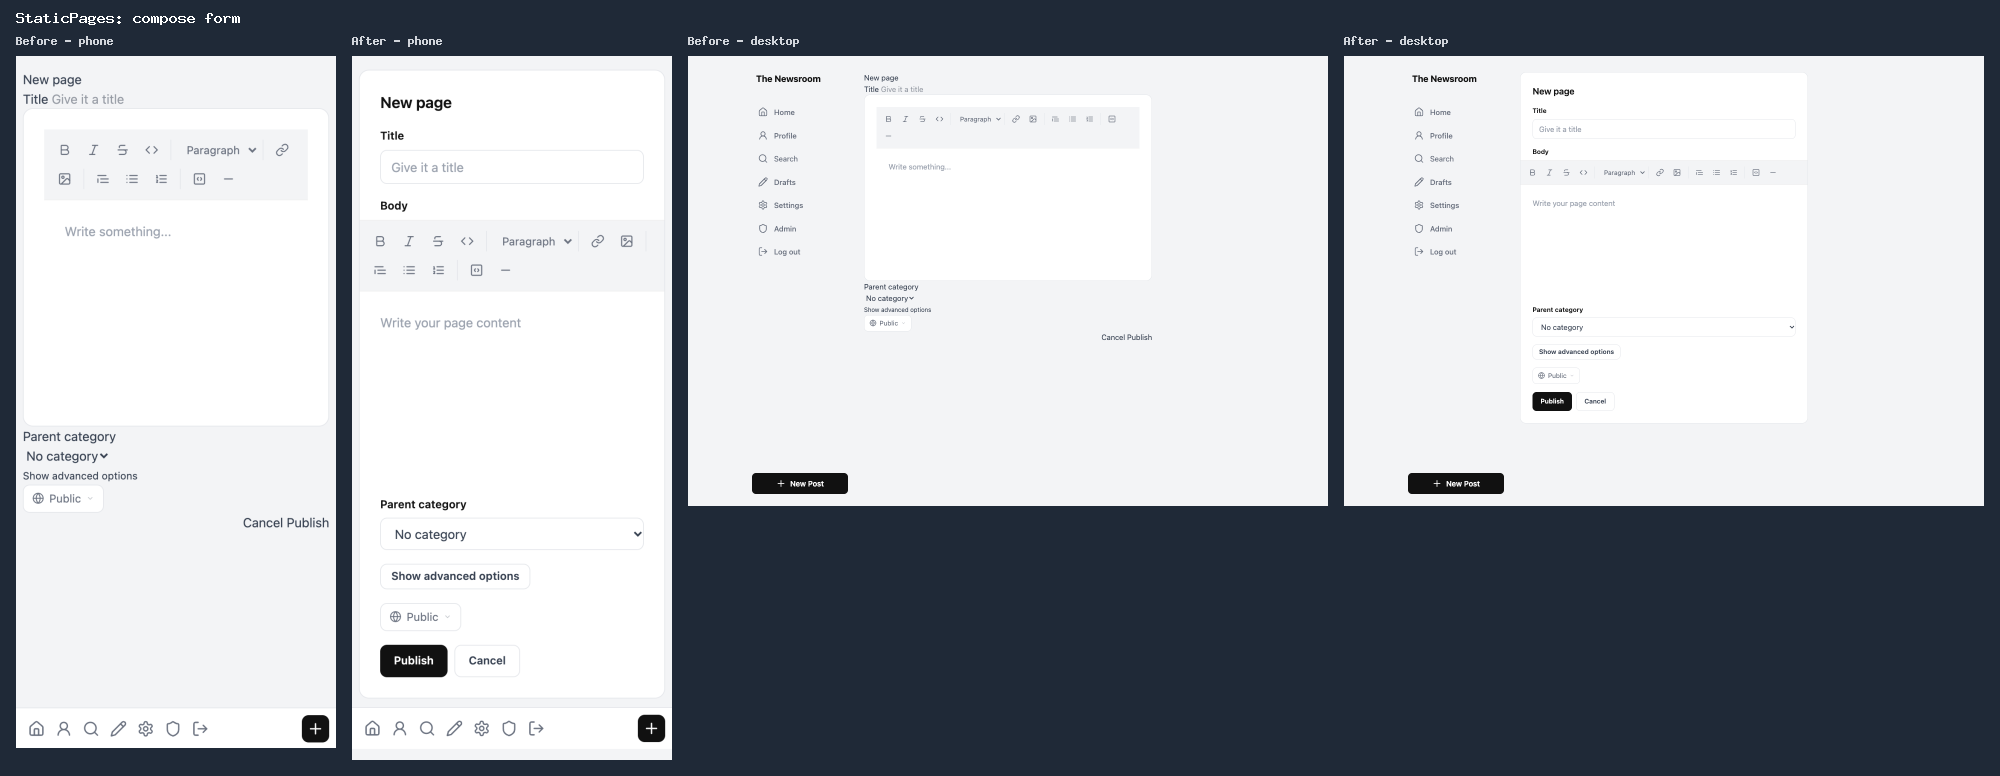 StaticPages: compose form
Before - phone
New page
Title Give it a title
Paragraph
Write something...
Parent category
No category
Show advanced options
Public
Cancel Publish
After - phone
New page
Title
Give it a title
Body
Paragraph
Write your page content
Parent category
No category
Show advanced options
Public
Publish Cancel
Before - desktop
The Newsroom
Home
Profile
Search
Drafts
Settings
Admin
Log out
New Post
New page
Title Give it a title
Paragraph
Write something...
Parent category
No category
Show advanced options
Public
Cancel Publish
After - desktop
The Newsroom
Home
Profile
Search
Drafts
Settings
Admin
Log out
New Post
New page
Title
Give it a title
Body
Paragraph
Write your page content
Parent category
No category
Show advanced options
Public
Publish Cancel